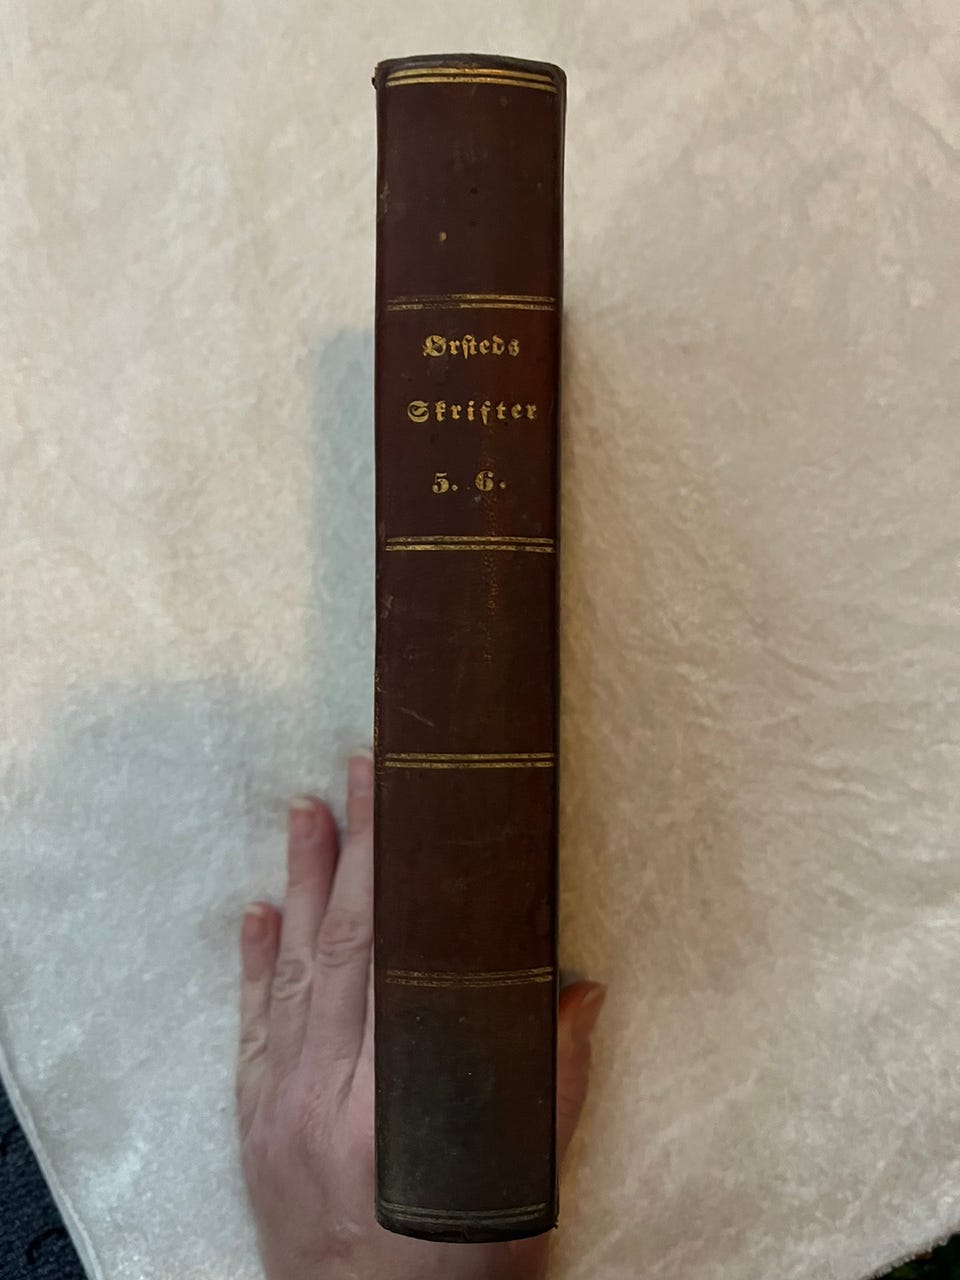 Ørsteds
Skrifter
5. 6.